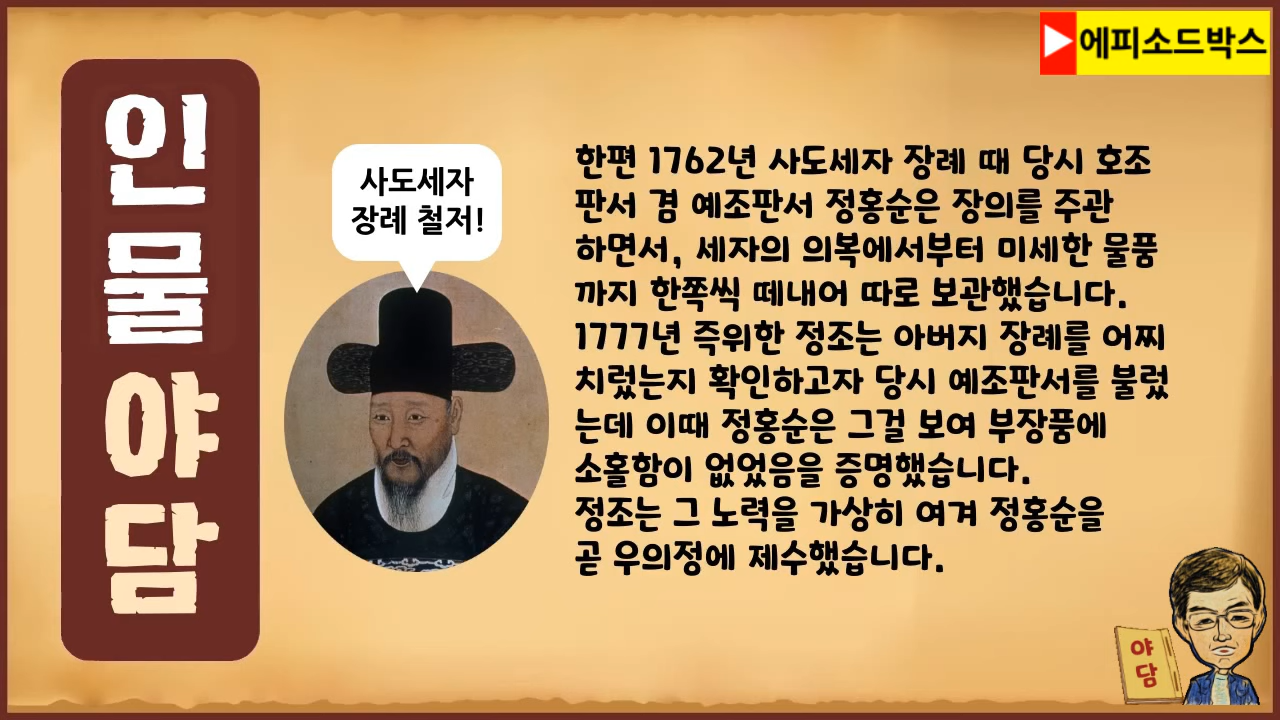 에피소드박스
인물야담
사도세자
장례 철저!
한편 1762년 사도세자 장례 때 당시 호조
판서 겸 예조판서 정홍순은 장의를 주관
하면서, 세자의 의복에서부터 미세한 물품
까지 한쪽씩 떼내어 따로 보관했습니다.
1777년 즉위한 정조는 아버지 장례를 어찌
치렀는지 확인하고자 당시 예조판서를 불렀
는데 이때 정홍순은 그걸 보여 부장품에
소홀함이 없었음을 증명했습니다.
정조는 그 노력을 가상히 여겨 정홍순을
곧 우의정에 제수했습니다.
야
담